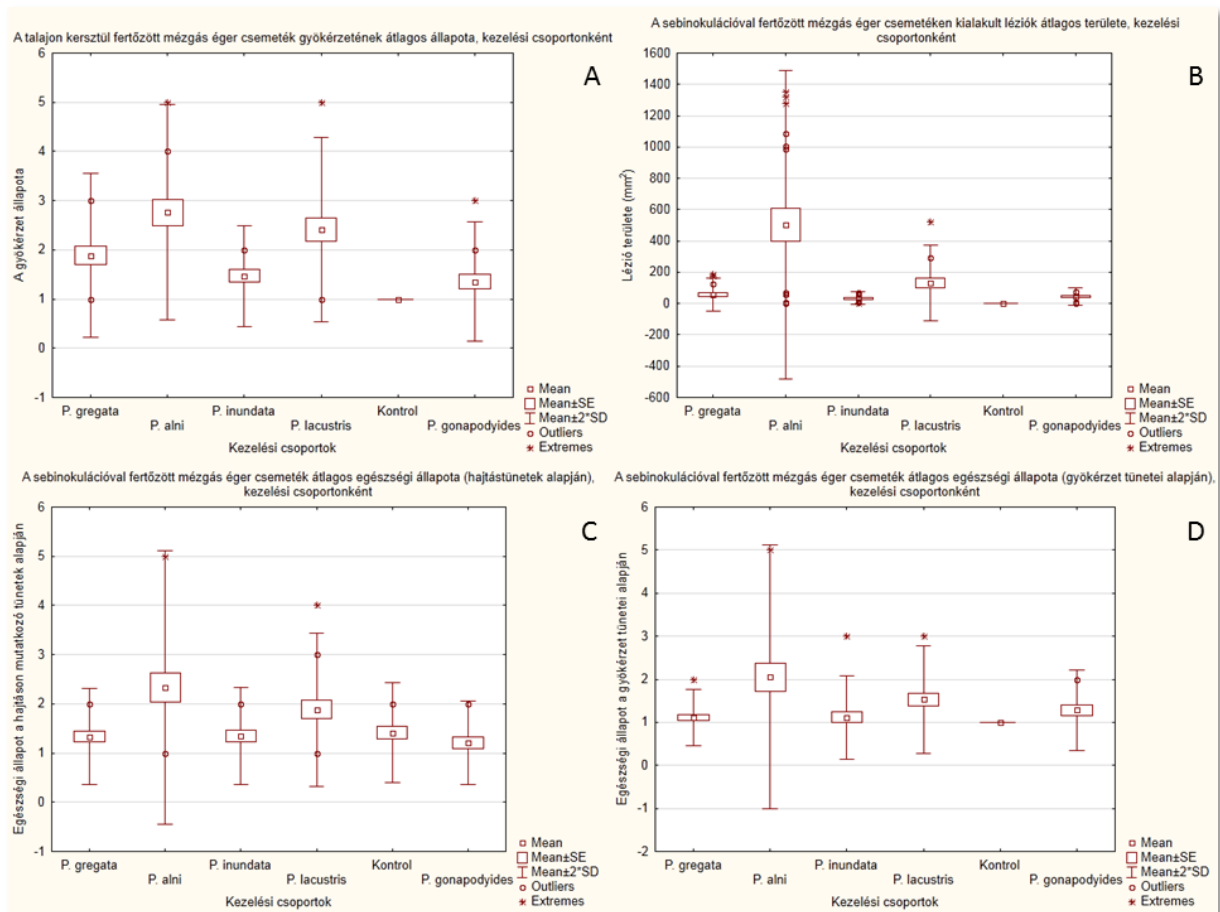 A talajon kersztül fertőzött mézgás éger csemeték gyökérzetének átlagos állapota, kezelési csoportonként
A
6
5
4
3
2
1
0
-1
A gyökérzet állapota
P. gregata
P. alni
P. inundata
P. lacustris
Kontrol
P. gonapodyides
Kezelési csoportok
Mean
Mean±SE
Mean±2*SD
Outliers
Extremes
A sebinokulációval fertőzött mézgás éger csemetéken kialakult léziók átlagos területe, kezelési
csoportonként
B
1600
1400
1200
1000
800
600
400
200
0
-200
-400
-600
Lézió területe (mm²)
P. gregata
P. alni
P. inundata
P. lacustris
Kontrol
P. gonapodyides
Kezelési csoportok
Mean
Mean±SE
Mean±2*SD
Outliers
Extremes
A sebinokulációval fertőzött mézgás éger csemeték átlagos egészségi állapota (hajtástünetek alapján),
kezelési csoportonként
C
6
5
4
3
2
1
0
-1
Egészségi állapot a hajtáson mutatkozó tünetek alapján
P. gregata
P. alni
P. inundata
P. lacustris
Kontrol
P. gonapodyides
Kezelési csoportok
Mean
Mean±SE
Mean±2*SD
Outliers
Extremes
A sebinokulációval fertőzött mézgás éger csemeték átlagos egészségi állapota (gyökérzet tünetei alapján),
kezelési csoportonként
D
6
5
4
3
2
1
0
-1
-2
Egészségi állapot a gyökérzet tünetei alapján
P. gregata
P. alni
P. inundata
P. lacustris
Kontrol
P. gonapodyides
Kezelési csoportok
Mean
Mean±SE
Mean±2*SD
Outliers
Extremes